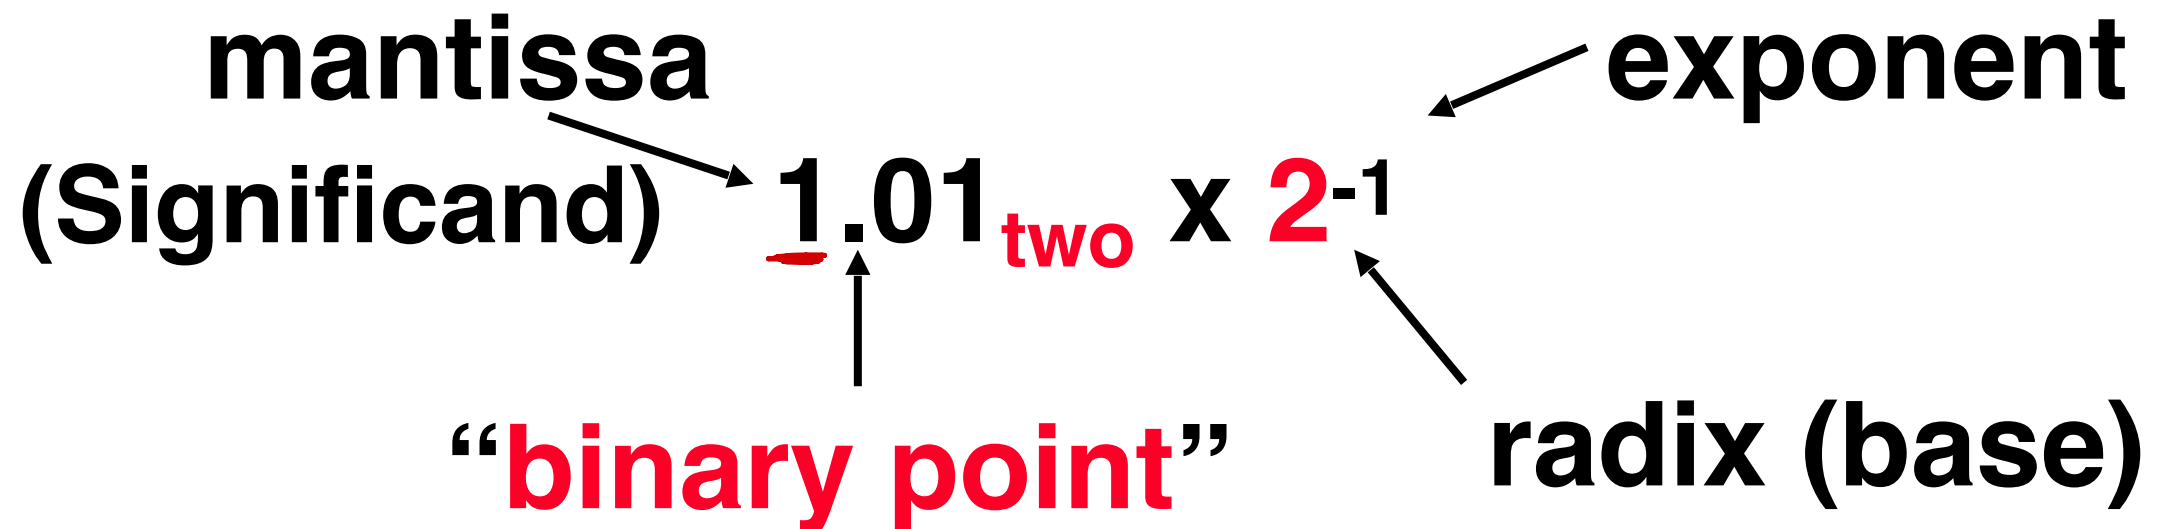 mantissa exponent
(Significand) 1.01two x 2-1
“binary point” radix (base)